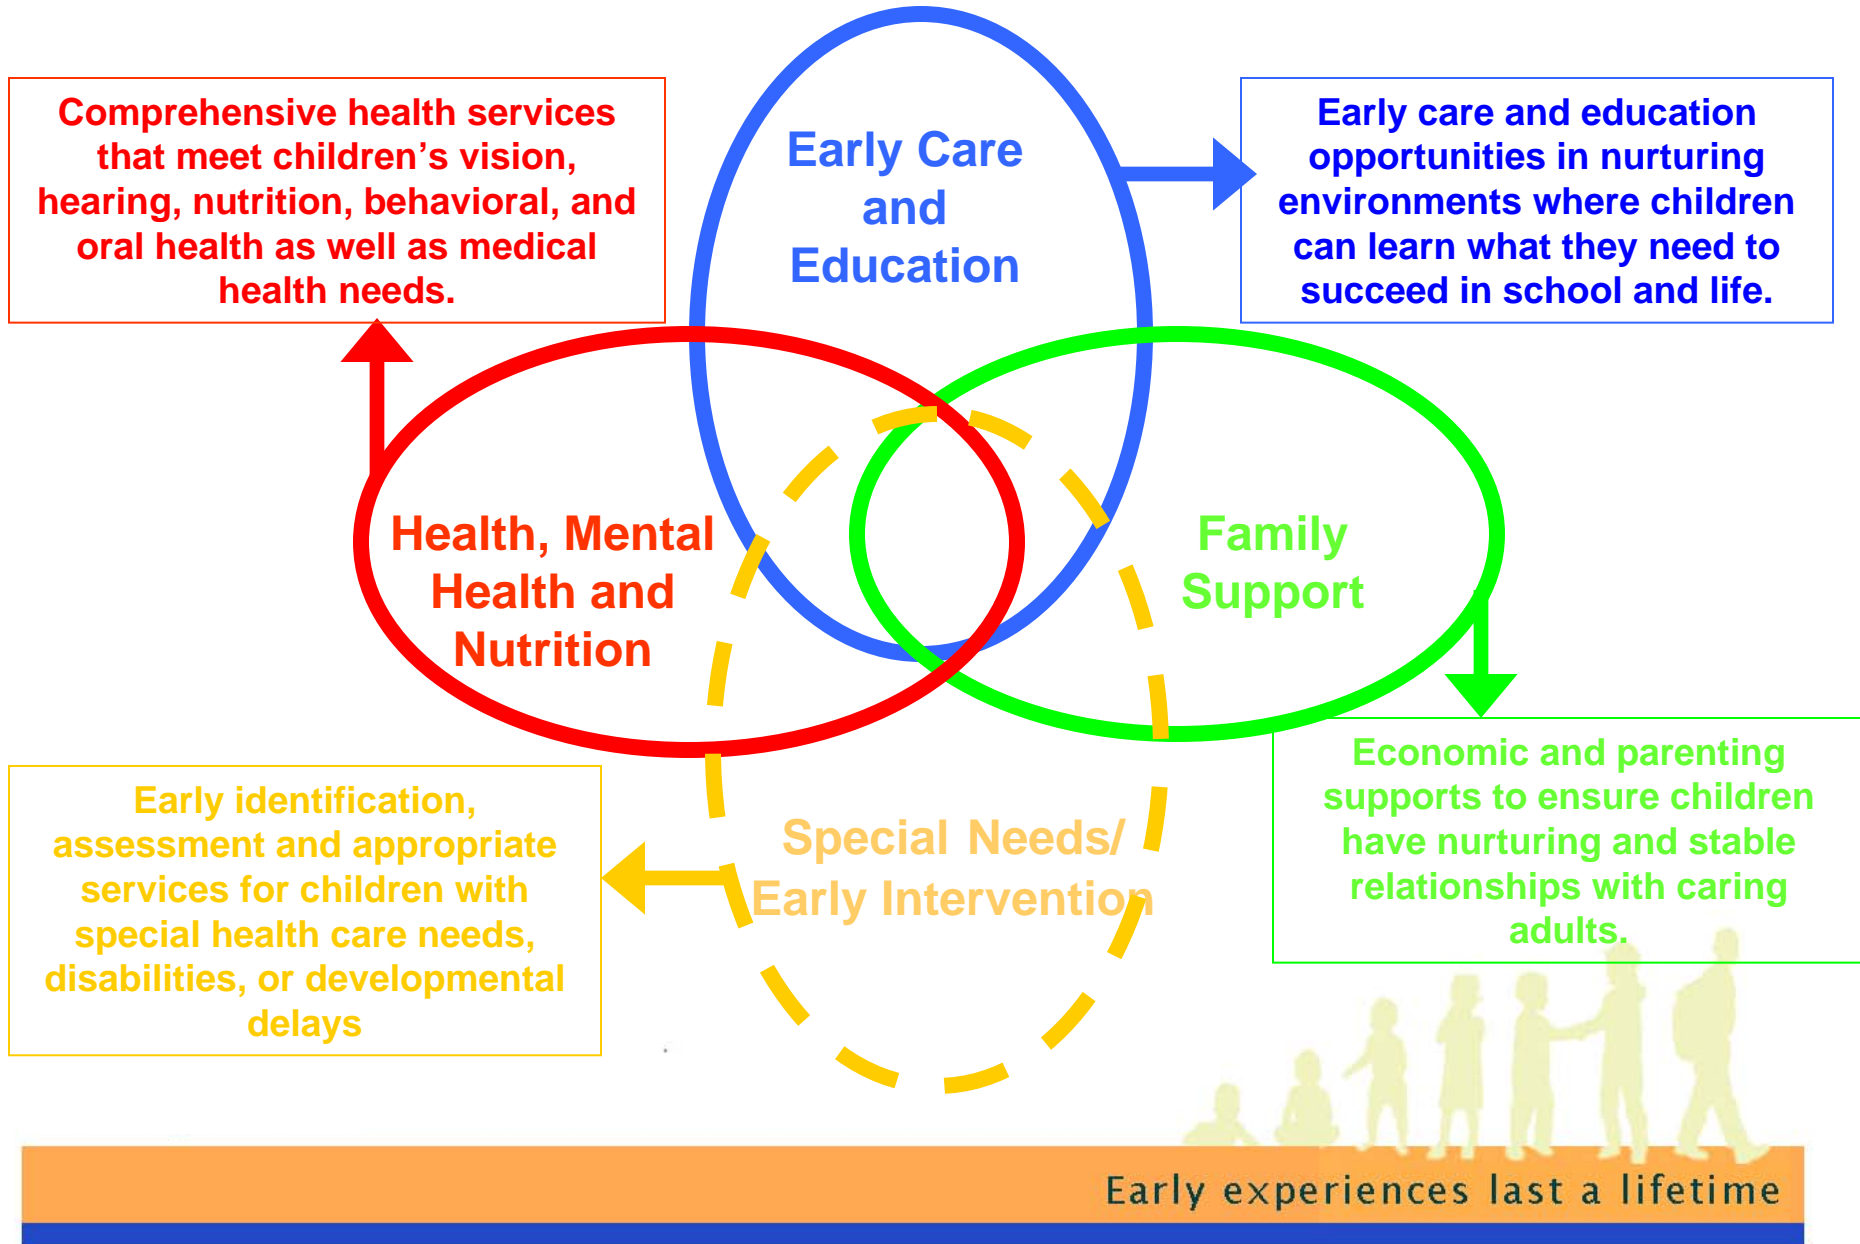 Comprehensive health services
that meet children’s vision,
hearing, nutrition, behavioral, and
oral health as well as medical
health needs.
Early Care
and
Education
Early care and education
opportunities in nurturing
environments where children
can learn what they need to
succeed in school and life.
Health, Mental
Health and
Nutrition
Family
Support
Early identification,
assessment and appropriate
services for children with
special health care needs,
disabilities, or developmental
delays
Special Needs/
Early Intervention
Economic and parenting
supports to ensure children
have nurturing and stable
relationships with caring
adults.
Early experiences last a lifetime